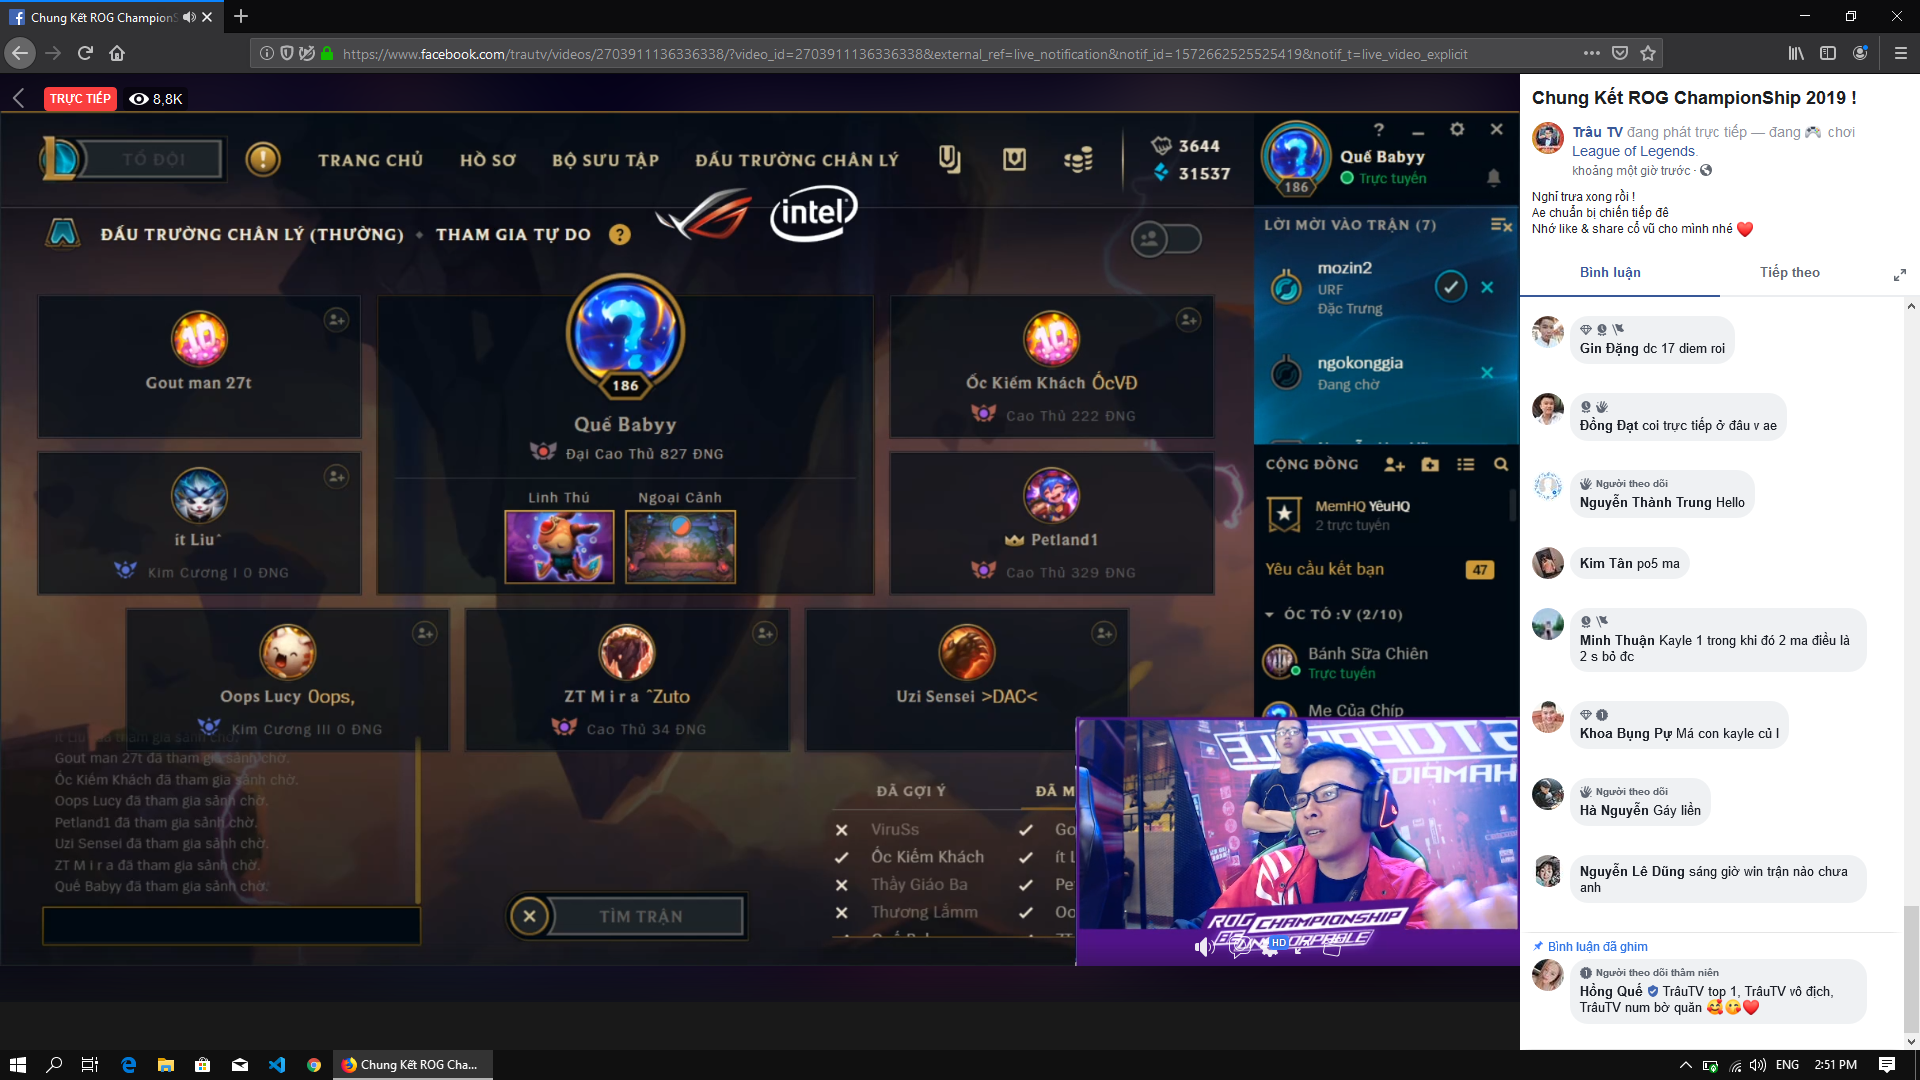 Chung Kết ROG ChampionS
https://www.facebook.com/trautv/videos/2703911136336338/?video_id=2703911136336338&external_ref=live_notification&notif_id=1572662525525419&notif_t=live_video_explicit
TRỰC TIẾP
8,8K
TỔ ĐỘI
TRANG CHỦ
HỒ SƠ
BỘ SƯU TẬP
ĐẤU TRƯỜNG CHÂN LÝ
3644
31537
186
Quế Babyy
Trực tuyến
intel
ĐẤU TRƯỜNG CHÂN LÝ (THƯỜNG)
THAM GIA TỰ DO
LỜI MỜI VÀO TRẬN (7)
mozin2
URF
Đặc Trưng
ngokonggia
Đang chờ
10
Gout man 27t
186
Quế Babyy
Đại Cao Thủ 827 ĐNG
Linh Thú
Ngoại Cảnh
10
Ốc Kiếm Khách ỐcVĐ
Cao Thủ 222 ĐNG
ít Liuˆ
Kim Cương I 0 ĐNG
Petland1
Cao Thủ 329 ĐNG
Oops Lucy 0ops,
Kim Cương III 0 ĐNG
ZT M i r a ˆZuto
Cao Thủ 34 ĐNG
Uzi Sensei >DAC<
CỘNG ĐỒNG
MemHQ YêuHQ
2 trực tuyến
Yêu cầu kết bạn
47
ÓC TÓ :V (2/10)
Bánh Sữa Chiên
Trực tuyến
Mẹ Của Chíp
Gout man 27t đã tham gia sảnh chờ.
Ốc Kiếm Khách đã tham gia sảnh chờ.
Oops Lucy đã tham gia sảnh chờ.
Petland1 đã tham gia sảnh chờ.
Uzi Sensei đã tham gia sảnh chờ.
ZT M i r a đã tham gia sảnh chờ.
Quế Babyy đã tham gia sảnh chờ.
TÌM TRẬN
ĐÃ GỢI Ý
ĐÃ M
ViruSs
Go
Ốc Kiếm Khách
ít L
Thầy Giáo Ba
Pe
Thương Lắmm
Oo
ROG CHAMPIONSHIP
HD
Chung Kết ROG ChampionShip 2019 !
Trâu TV đang phát trực tiếp — đang 🎮 chơi
League of Legends.
khoảng một giờ trước ·
Nghỉ trưa xong rồi !
Ae chuẩn bị chiến tiếp đê
Nhớ like & share cổ vũ cho mình nhé ❤️
Bình luận
Tiếp theo
Gin Đặng dc 17 diem roi
Đồng Đạt coi trực tiếp ở đâu v ae
Người theo dõi
Nguyễn Thành Trung Hello
Kim Tân po5 ma
Minh Thuận Kayle 1 trong khi đó 2 ma điều là
2 s bỏ đc
Khoa Bụng Pự Má con kayle củ l
Người theo dõi
Hà Nguyễn Gáy liền
Nguyễn Lê Dũng sáng giờ win trận nào chưa
anh
Bình luận đã ghim
Người theo dõi thâm niên
Hồng Quế TrâuTV top 1, TrâuTV vô địch,
TrâuTV num bờ quăn 🥰😘❤️
Chung Kết ROG Cha...
ENG
2:51 PM